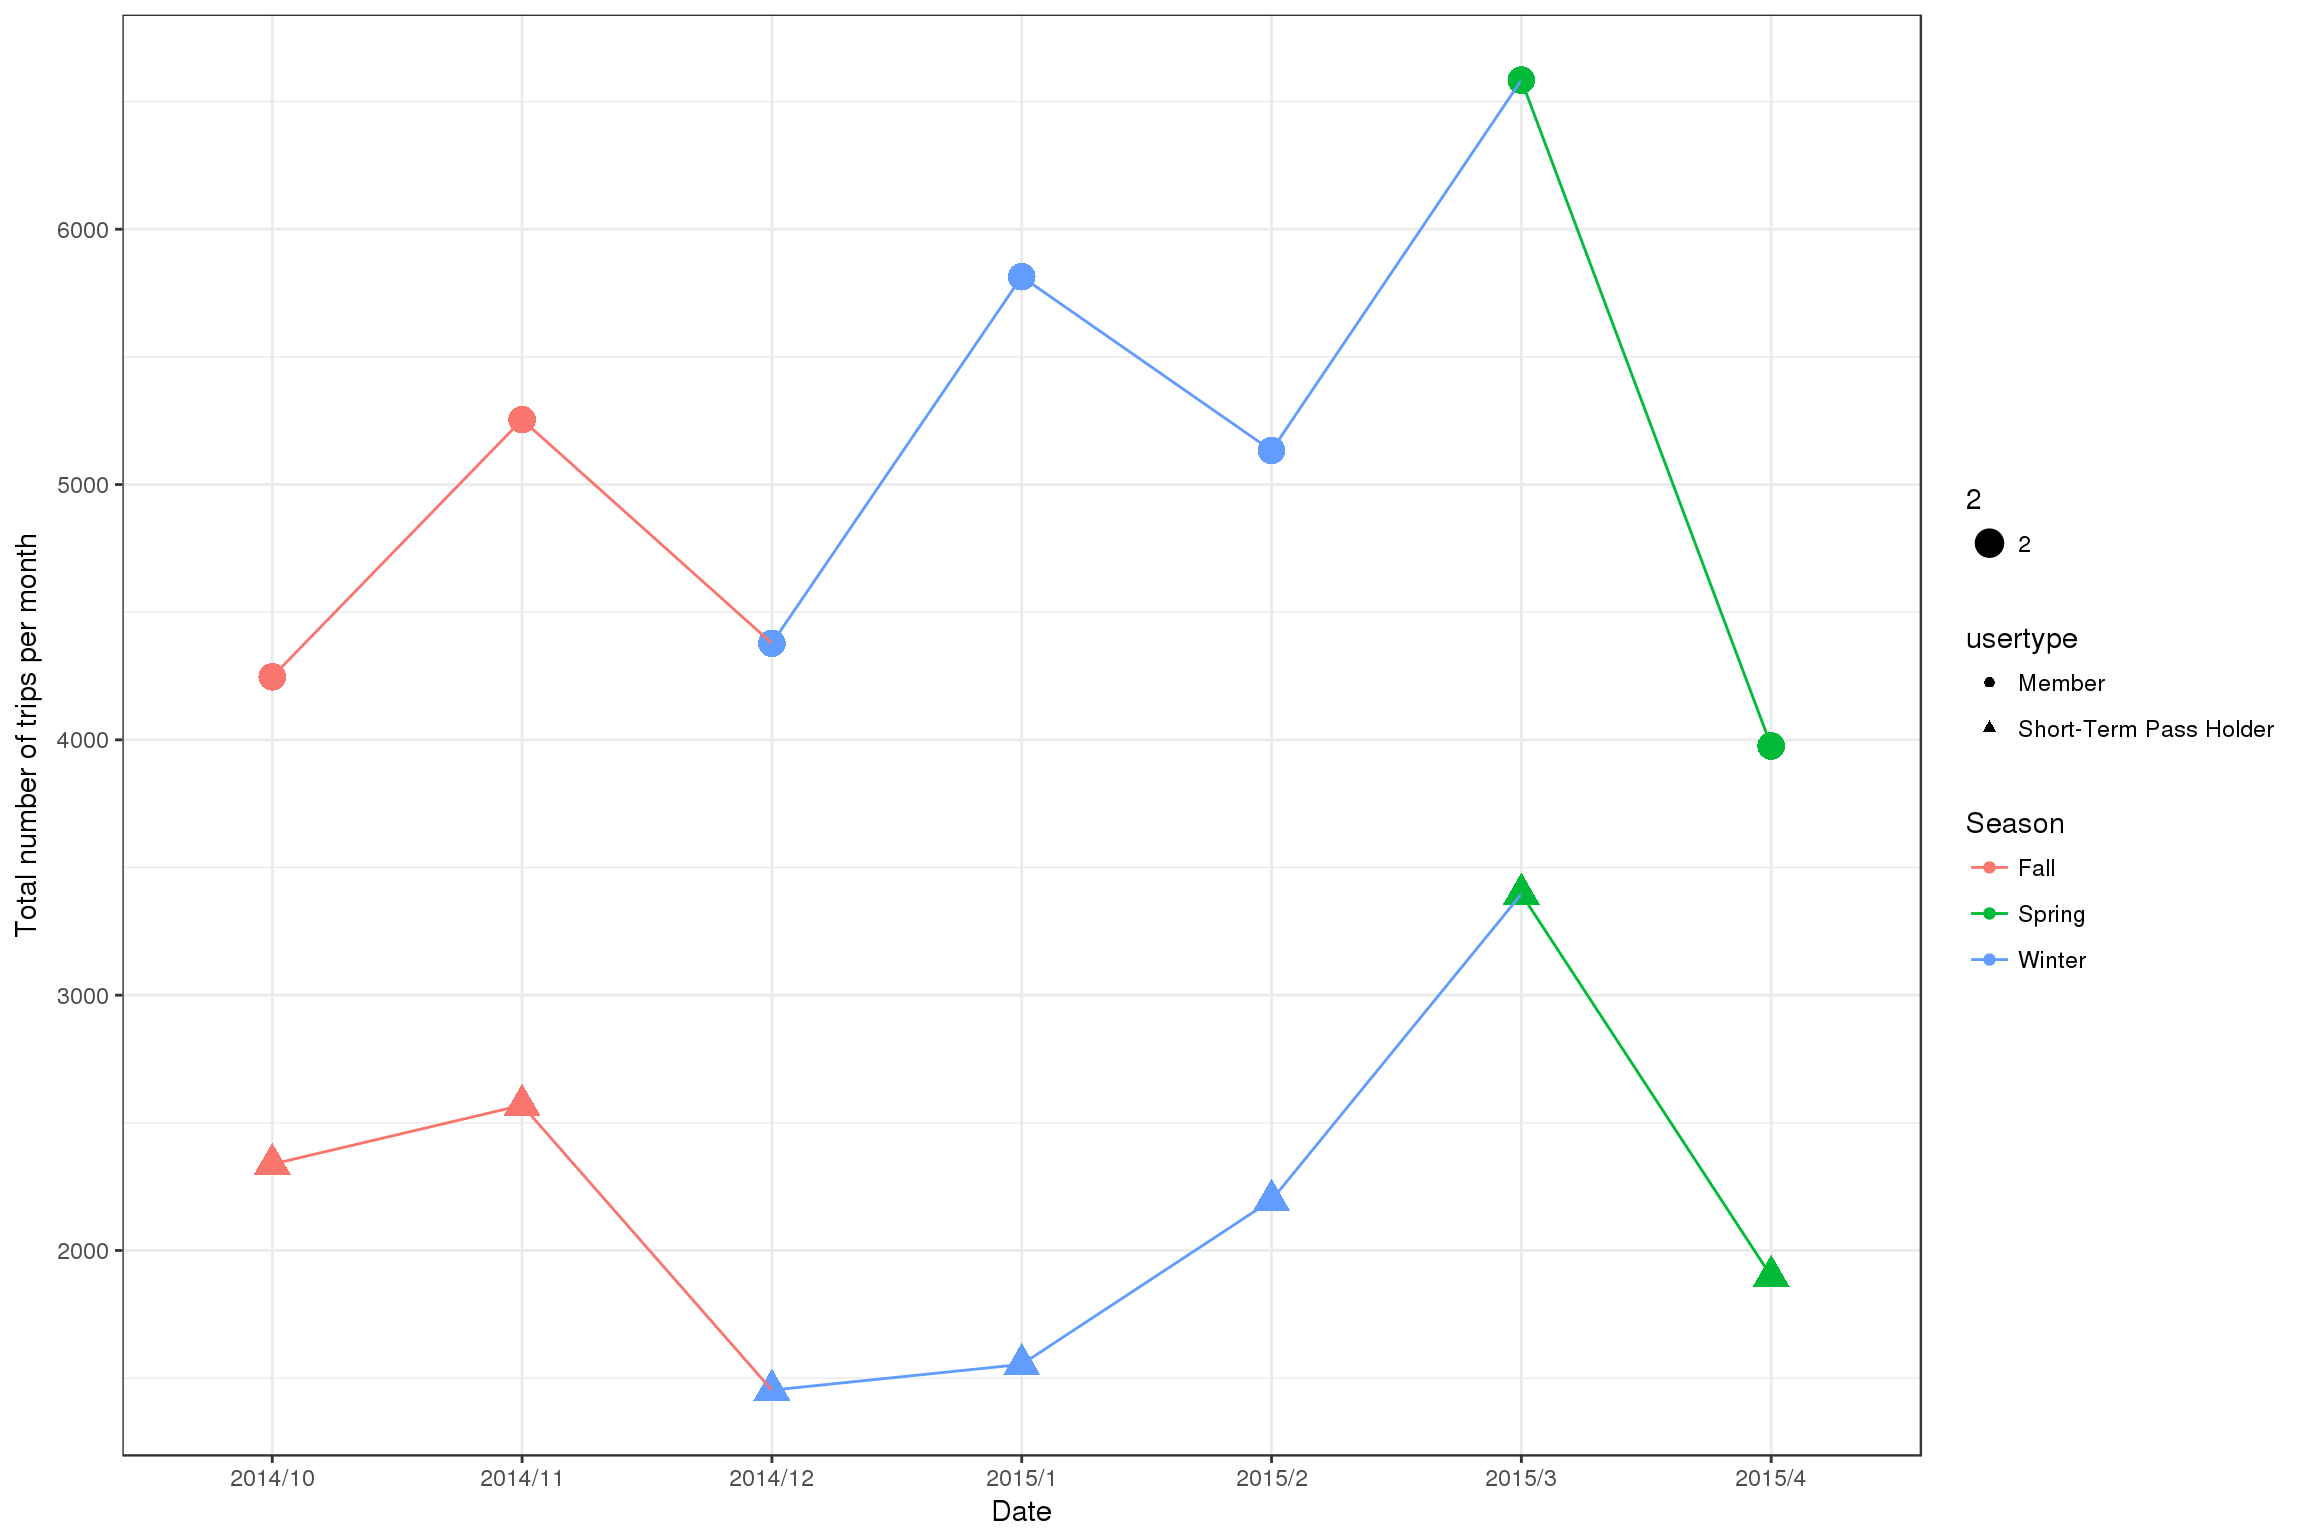 Total number of trips per month
6000
5000
4000
3000
2000
2014/10
2014/11
2014/12
2015/1
2015/2
2015/3
2015/4
Date
2
2
usertype
Member
Short-Term Pass Holder
Season
Fall
Spring
Winter